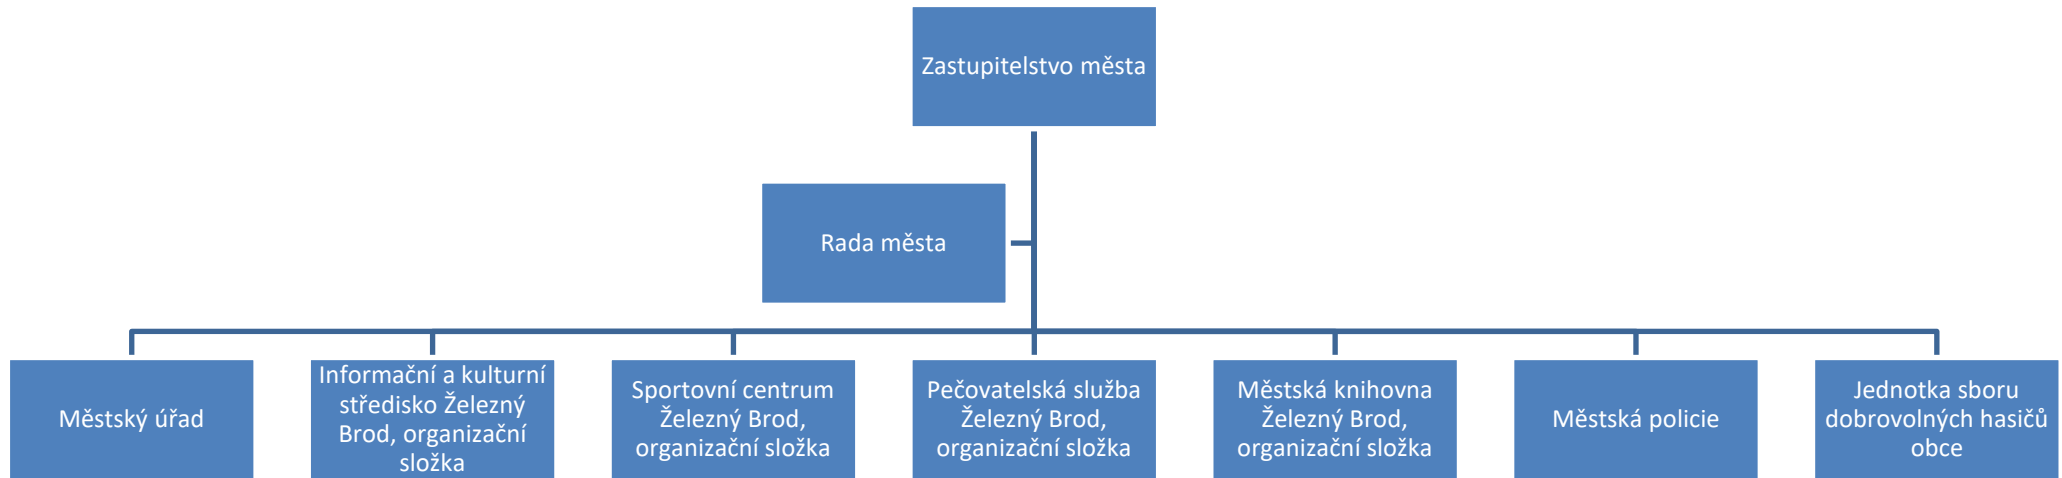 Zastupitelstvo města
Rada města
Městský úřad
Informační a kulturní
středisko Železný
Brod, organizační
složka
Sportovní centrum
Železný Brod,
organizační složka
Pečovatelská služba
Železný Brod,
organizační složka
Městská knihovna
Železný Brod,
organizační složka
Městská policie
Jednotka sboru
dobrovolných hasičů
obce